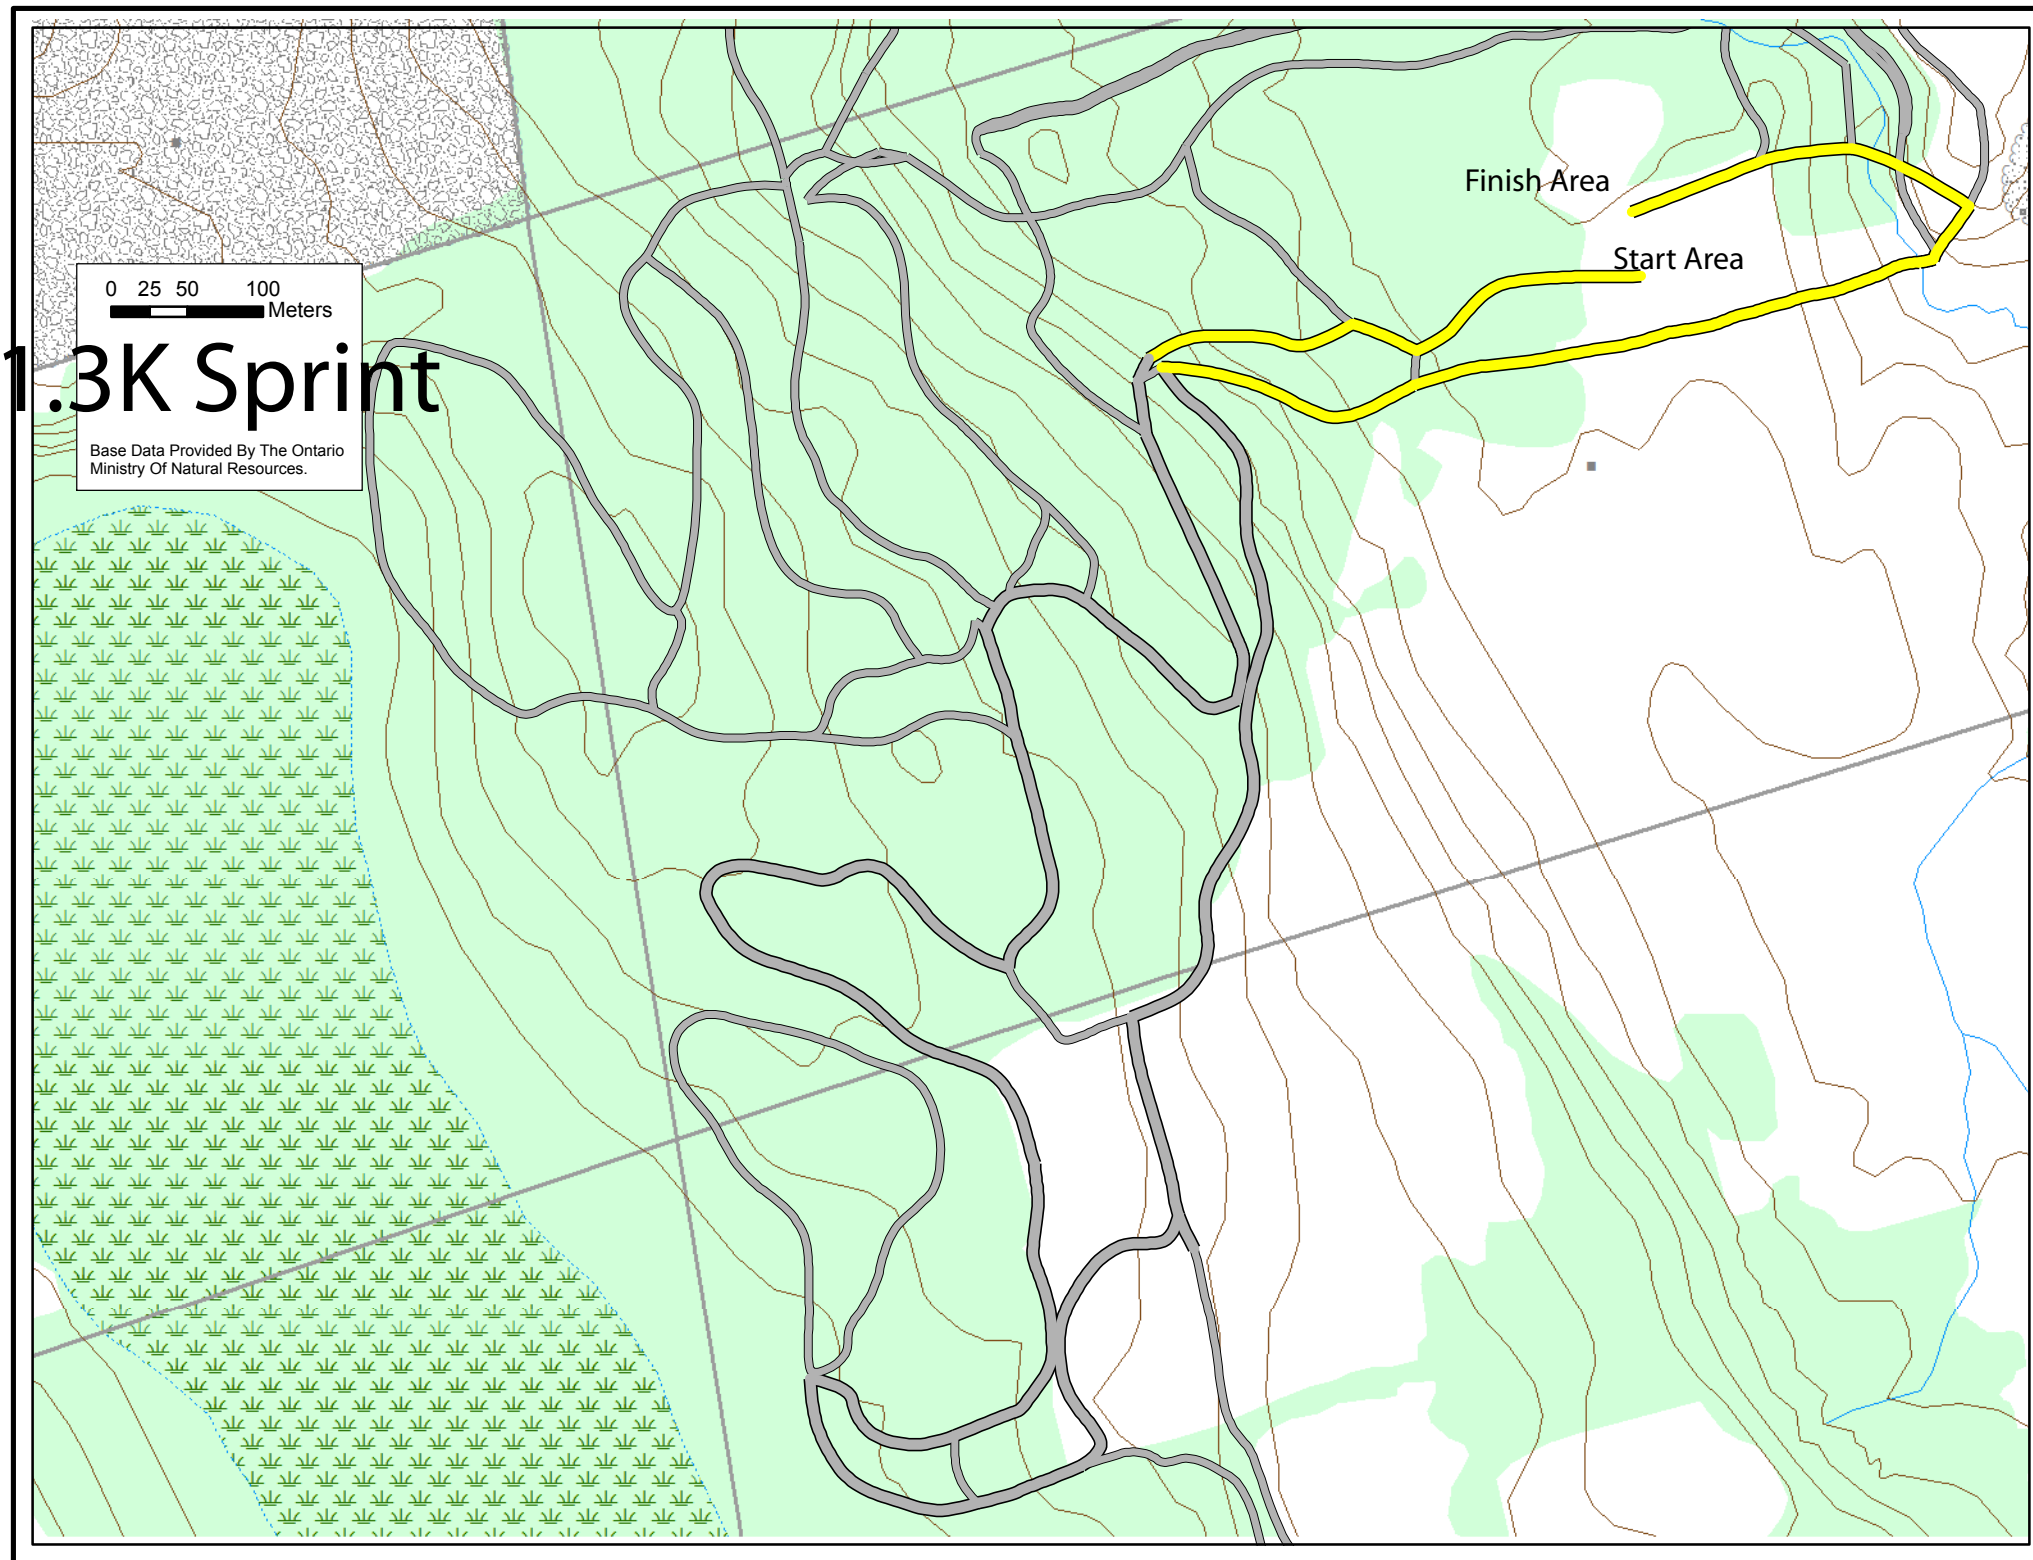 Finish Area
Start Area
0 25 50 100
Meters
1.3K Sprint
Base Data Provided By The Ontario
Ministry Of Natural Resources.